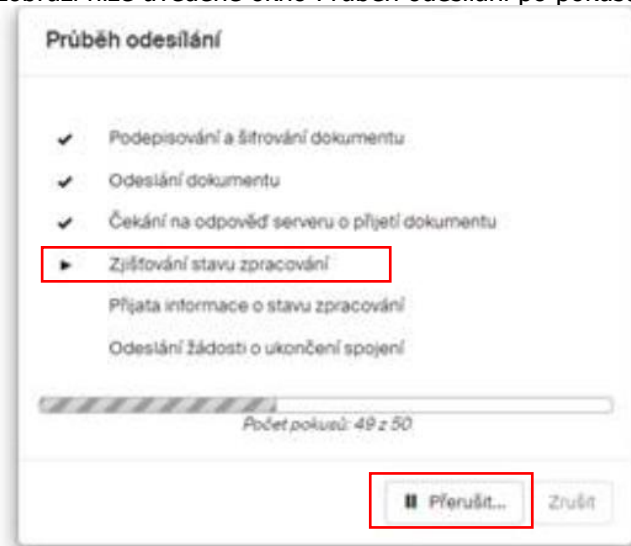 Průběh odesílání
Podepisování a šifrování dokumentu
Odeslání dokumentu
Čekání na odpověď serveru o přijetí dokumentu
Zjišťování stavu zpracování
Přijata informace o stavu zpracování
Odeslání žádosti o ukončení spojení
Počet pokusů: 49 z 50
Přerušit...
Zrušit